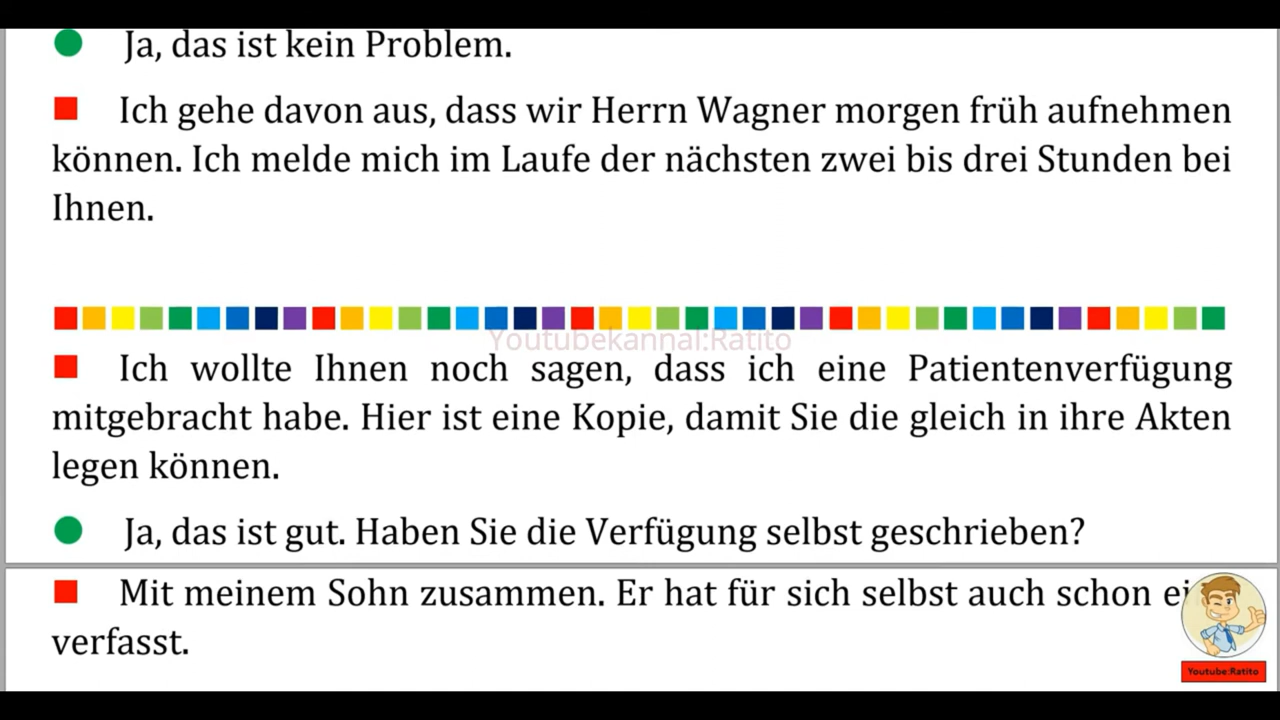 Ja, das ist kein Problem.
Ich gehe davon aus, dass wir Herrn Wagner morgen früh aufnehmen
können. Ich melde mich im Laufe der nächsten zwei bis drei Stunden bei
Ihnen.
Youtubekannal:Ratito
Ich wollte Ihnen noch sagen, dass ich eine Patientenverfügung
mitgebracht habe. Hier ist eine Kopie, damit Sie die gleich in ihre Akten
legen können.
Ja, das ist gut. Haben Sie die Verfügung selbst geschrieben?
Mit meinem Sohn zusammen. Er hat für sich selbst auch schon
verfasst.
Youtube:Ratito